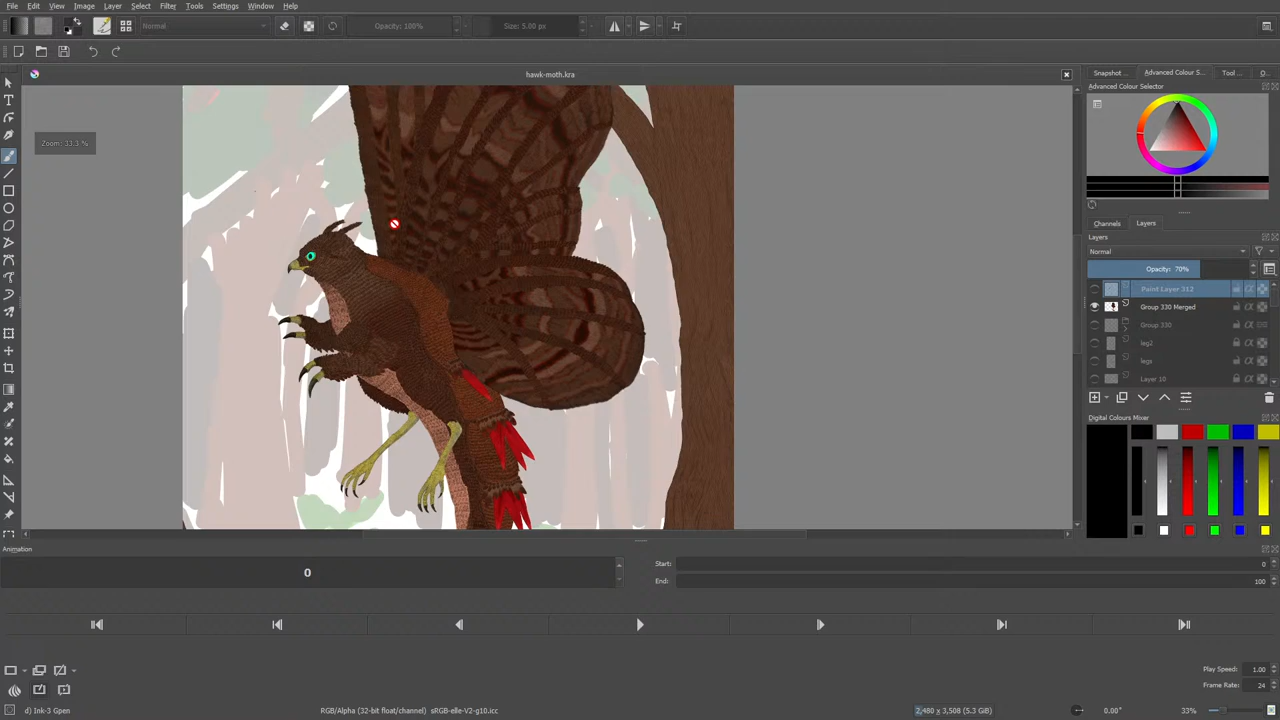 File Edit View Image Layer Select Filter Tools Settings Window Help
Normal Opacity: 100% Size: 5.00 px
hawk-moth.kra
Zoom: 33.3 %
Snapshot... Advanced Colour S... Tool ... O...
Advanced Colour Selector
Channels Layers
Layers
Normal
Opacity: 70%
Paint Layer 312
Group 330 Merged
Group 330
leg2
legs
Layer 10
Digital Colours Mixer
Animation
0
Start: 0
End: 100
Play Speed: 1.00
Frame Rate: 24
d) Ink-3 Gpen RGB/Alpha (32-bit float/channel) sRGB-elle-V2-g10.icc 2,480 x 3,508 (5.3 GiB) 0.00° 33%